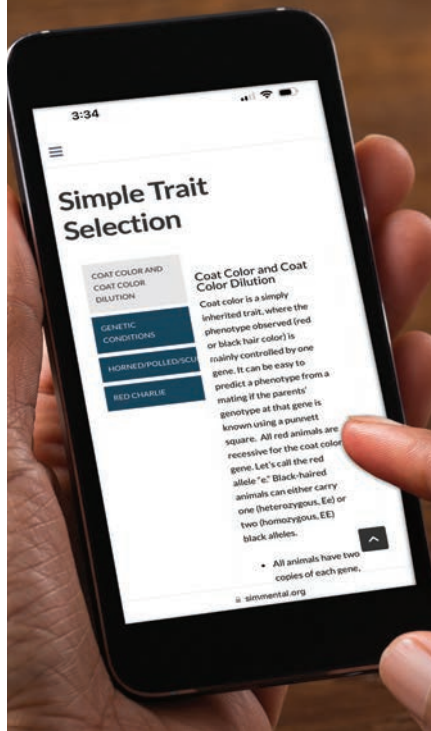 3:34
Simple Trait
Selection
COAT COLOR AND
COAT COLOR
DILUTION
GENETIC
CONDITIONS
HORNED/POLLED/SCU
RED CHARLIE
Coat Color and Coat
Color Dilution
Coat color is a simply
inherited trait, where the
phenotype observed (red
or black hair color) is
mainly controlled by one
gene. It can be easy to
predict a phenotype from a
mating if the parents'
genotype at that gene is
known using a punnett
square. All red animals are
recessive for the coat color
gene. Let's call the red
allele "e." Black-haired
animals can either carry
one (heterozygous, Ee) or
two (homozygous, EE)
black alleles.
• All animals have two
copies of each gene,
simmental.org